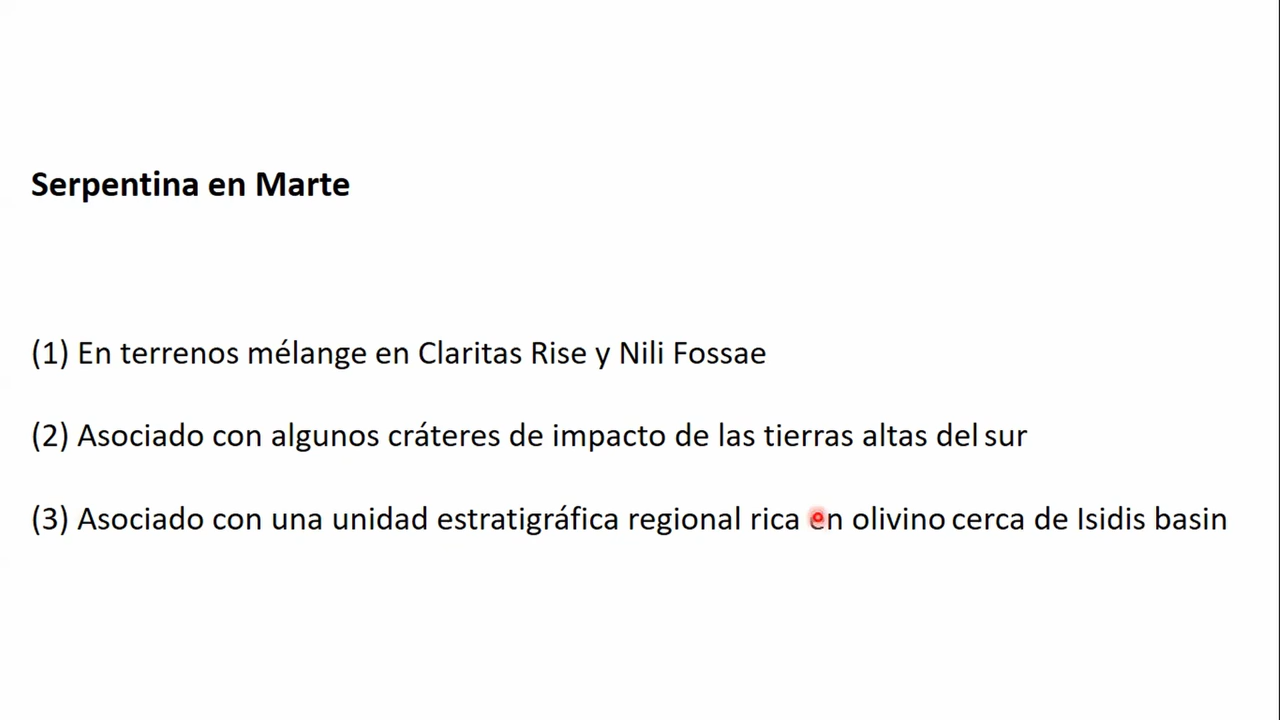 Serpentina en Marte
(1) En terrenos mélange en Claritas Rise y Nili Fossae
(2) Asociado con algunos cráteres de impacto de las tierras altas del sur
(3) Asociado con una unidad estratigráfica regional rica en olivino cerca de Isidis basin